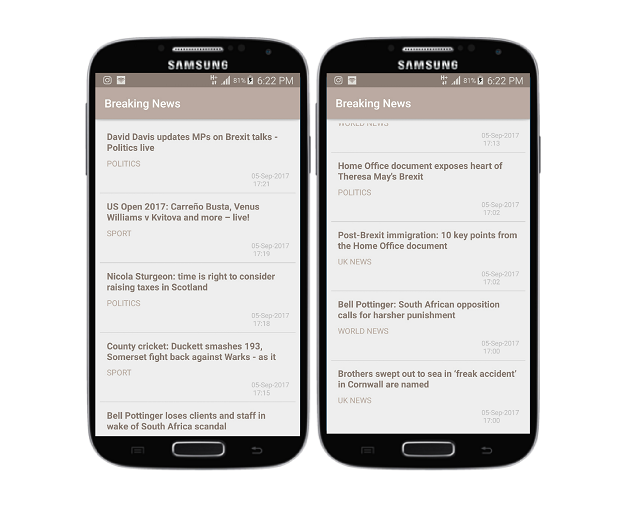 SAMSUNG
81% 6:22 PM
Breaking News
David Davis updates MPs on Brexit talks -
Politics live
POLITICS
05-Sep-2017
17:21
US Open 2017: Carreño Busta, Venus
Williams v Kvitova and more – live!
SPORT
05-Sep-2017
17:19
Nicola Sturgeon: time is right to consider
raising taxes in Scotland
POLITICS
05-Sep-2017
17:18
County cricket: Duckett smashes 193,
Somerset fight back against Warks - as it
SPORT
05-Sep-2017
17:15
Bell Pottinger loses clients and staff in
wake of South Africa scandal
SAMSUNG
81% 6:22 PM
Breaking News
WORLD NEWS
05-Sep-2017
17:13
Home Office document exposes heart of
Theresa May's Brexit
POLITICS
05-Sep-2017
17:02
Post-Brexit immigration: 10 key points from
the Home Office document
UK NEWS
05-Sep-2017
17:02
Bell Pottinger: South African opposition
calls for harsher punishment
WORLD NEWS
05-Sep-2017
17:00
Brothers swept out to sea in ‘freak accident’
in Cornwall are named
UK NEWS
05-Sep-2017
17:00